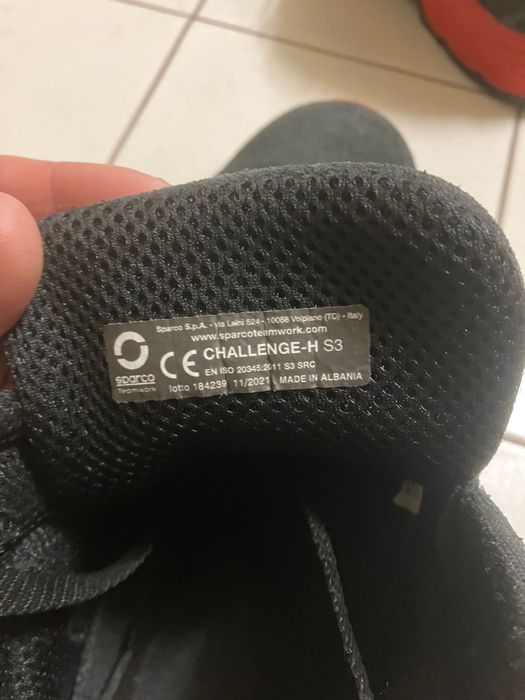 Sparco S.p.A. - via Leinì 524 - 10088 Volpiano (TO) - Italy
www.sparcoteamwork.com
CHALLENGE-H S3
EN ISO 20345:2011 S3 SRC
lotto 184239 11/2021 MADE IN ALBANIA
CE
sparco
Teamwork